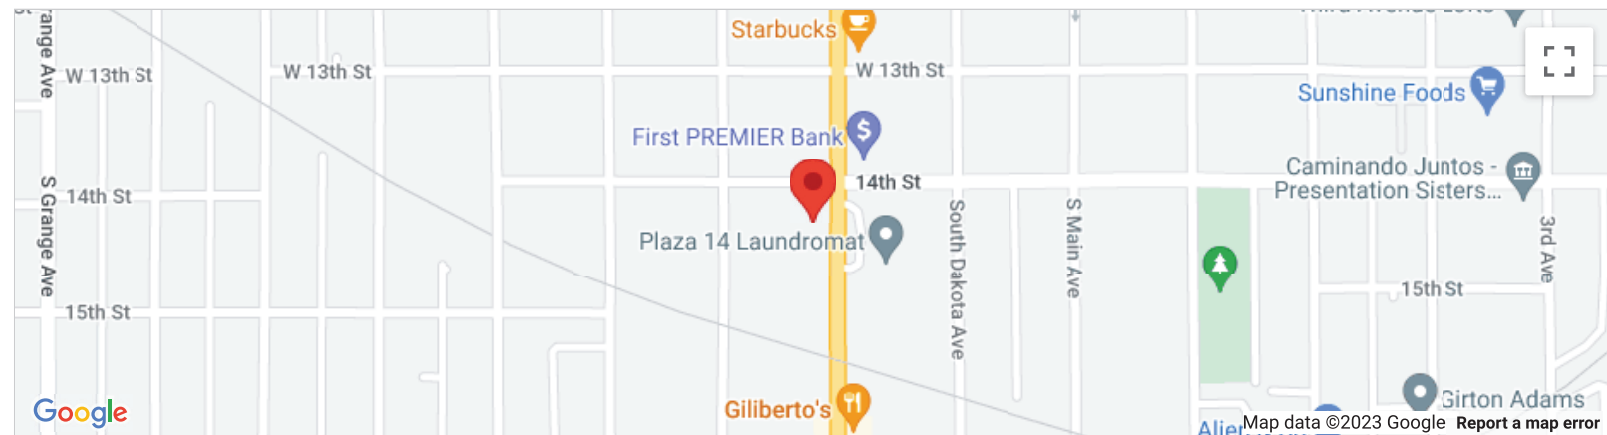 Starbucks
W 13th St
W 13th St
W 13th St
Sunshine Foods
First PREMIER Bank
14th St
14th St
Caminando Juntos -
Presentation Sisters...
Plaza 14 Laundromat
S Grange Ave
South Dakota Ave
S Main Ave
3rd Ave
15th St
15th St
Giliberto's
Girton Adams
Google
Map data ©2023 Google
Report a map error